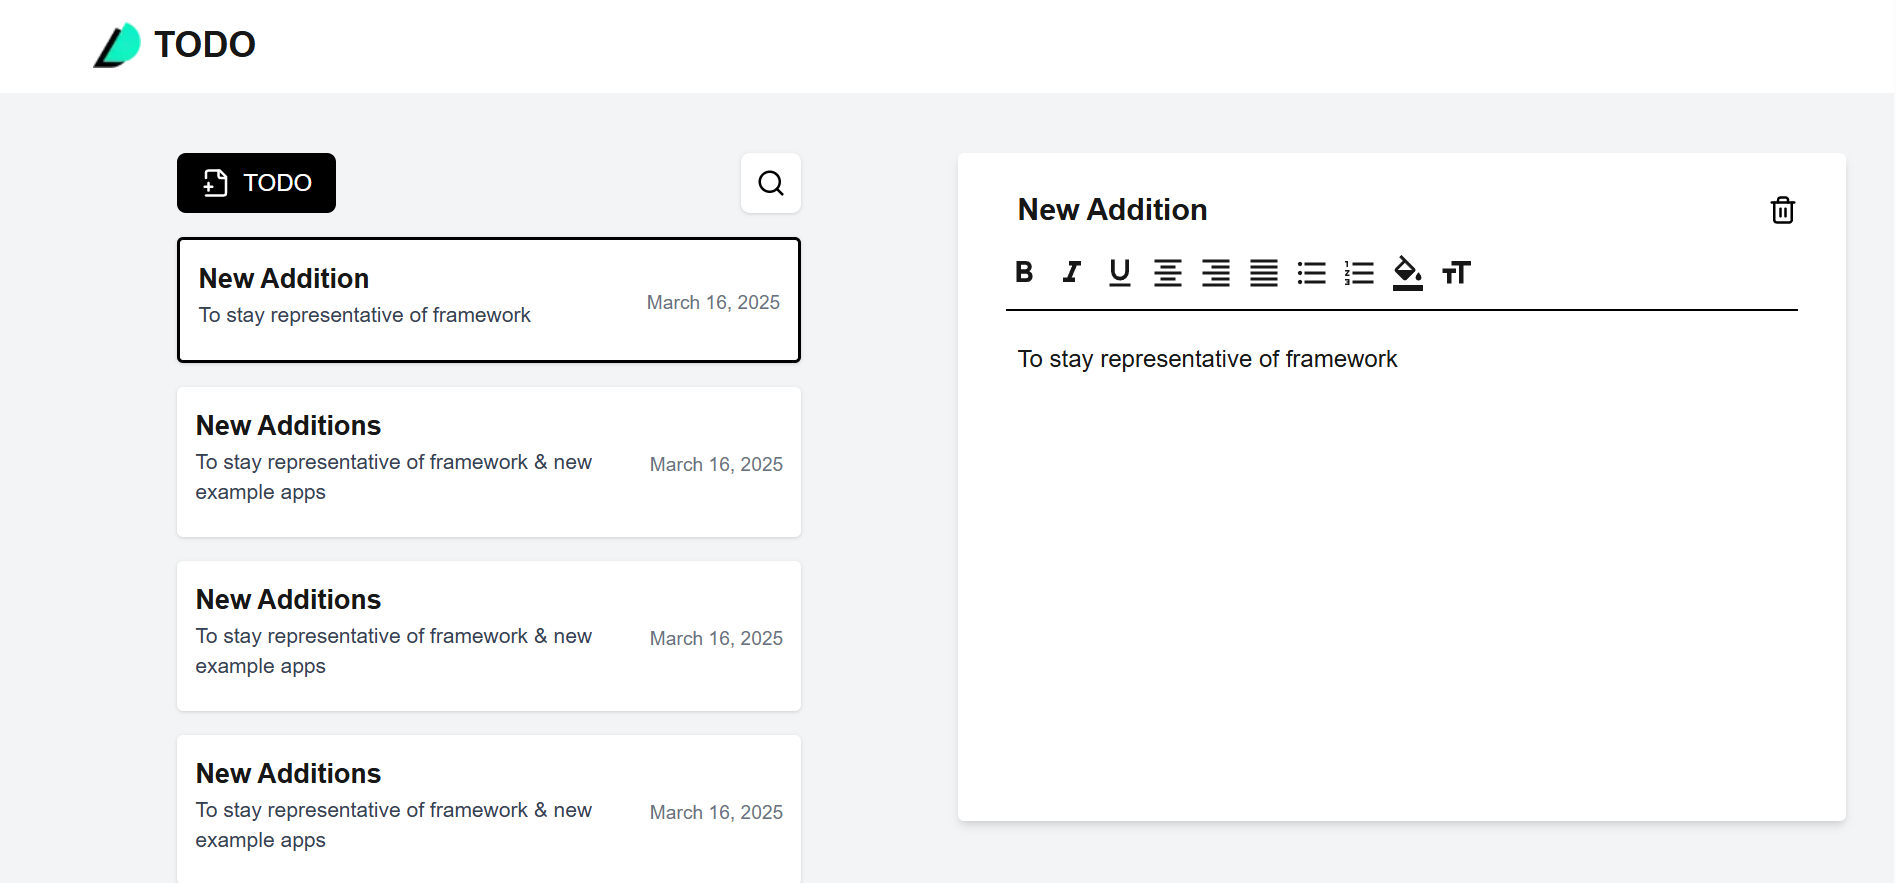 TODO
TODO
New Addition
To stay representative of framework
March 16, 2025
New Additions
To stay representative of framework & new
example apps
March 16, 2025
New Additions
To stay representative of framework & new
example apps
March 16, 2025
New Additions
To stay representative of framework & new
example apps
March 16, 2025
New Addition
To stay representative of framework